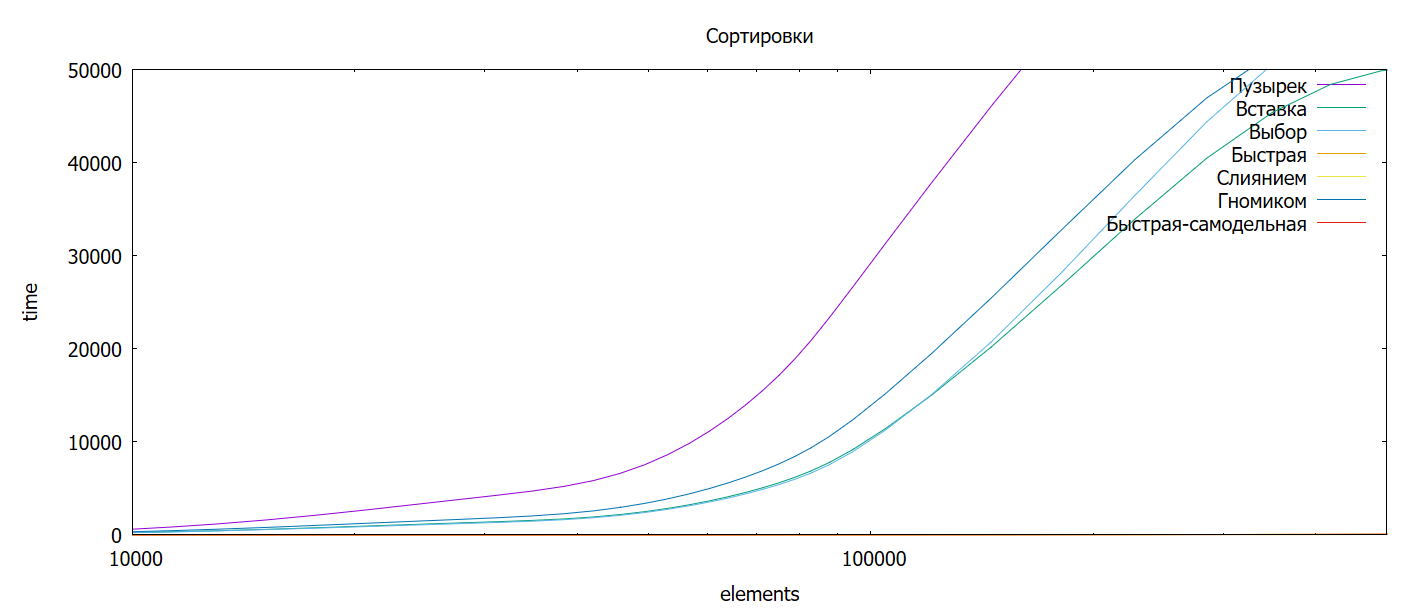 Сортировки
50000
40000
30000
20000
10000
0
time
10000
100000
elements
Пузырек
Вставка
Выбор
Быстрая
Слиянием
Гномиком
Быстрая-самодельная